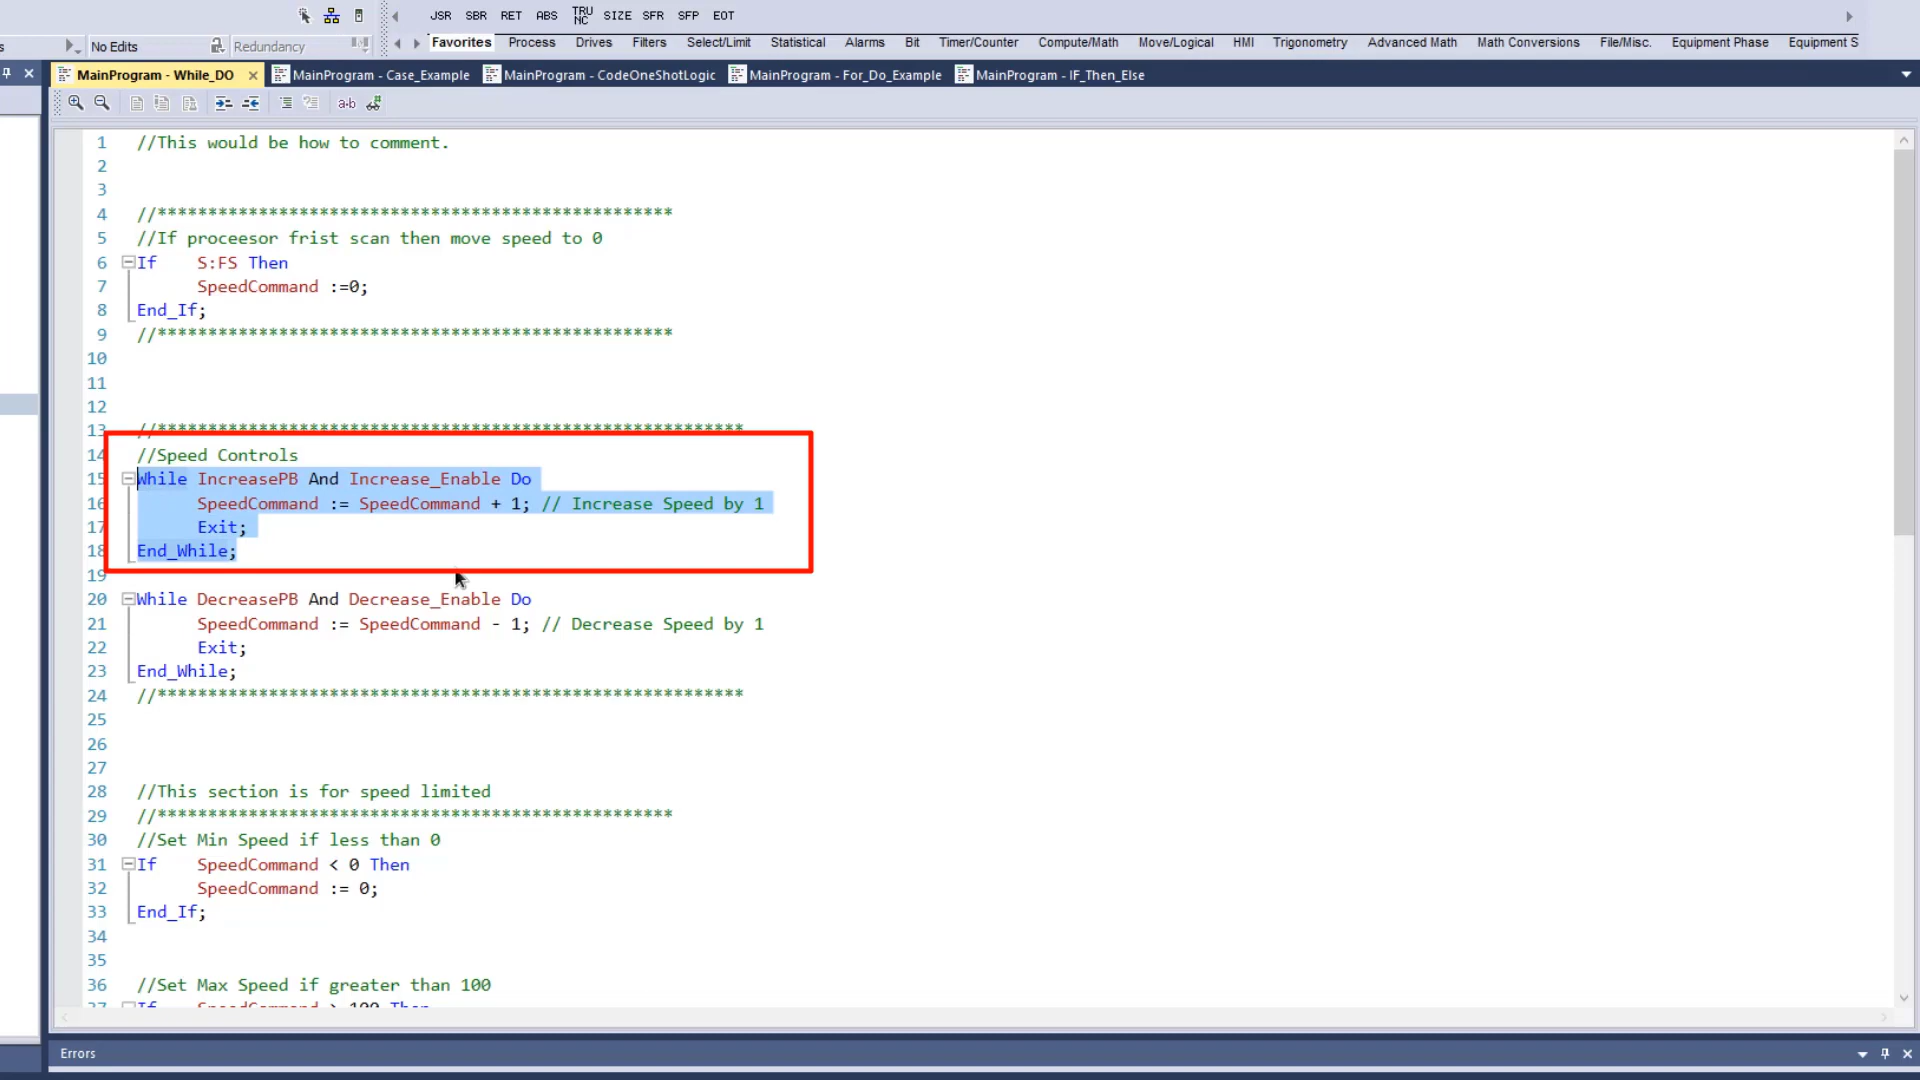 JSR SBR RET ABS TRUNC SIZE SFR SFP EOT
s No Edits Redundancy
Favorites Process Drives Filters Select/Limit Statistical Alarms Bit Timer/Counter Compute/Math Move/Logical HMI Trigonometry Advanced Math Math Conversions File/Misc. Equipment Phase Equipment S
MainProgram - While_DO MainProgram - Case_Example MainProgram - CodeOneShotLogic MainProgram - For_Do_Example MainProgram - IF_Then_Else
a-b
1 //This would be how to comment.
2
3
4 //***************************************************
5 //If proceesor frist scan then move speed to 0
6 If S:FS Then
7 SpeedCommand :=0;
8 End_If;
9 //***************************************************
10
11
12
13 //**********************************************************
14 //Speed Controls
15 While IncreasePB And Increase_Enable Do
16 SpeedCommand := SpeedCommand + 1; // Increase Speed by 1
17 Exit;
18 End_While;
19
20 While DecreasePB And Decrease_Enable Do
21 SpeedCommand := SpeedCommand - 1; // Decrease Speed by 1
22 Exit;
23 End_While;
24 //**********************************************************
25
26
27
28 //This section is for speed limited
29 //***************************************************
30 //Set Min Speed if less than 0
31 If SpeedCommand < 0 Then
32 SpeedCommand := 0;
33 End_If;
34
35
36 //Set Max Speed if greater than 100
37 If SpeedCommand > 100 Then
Errors